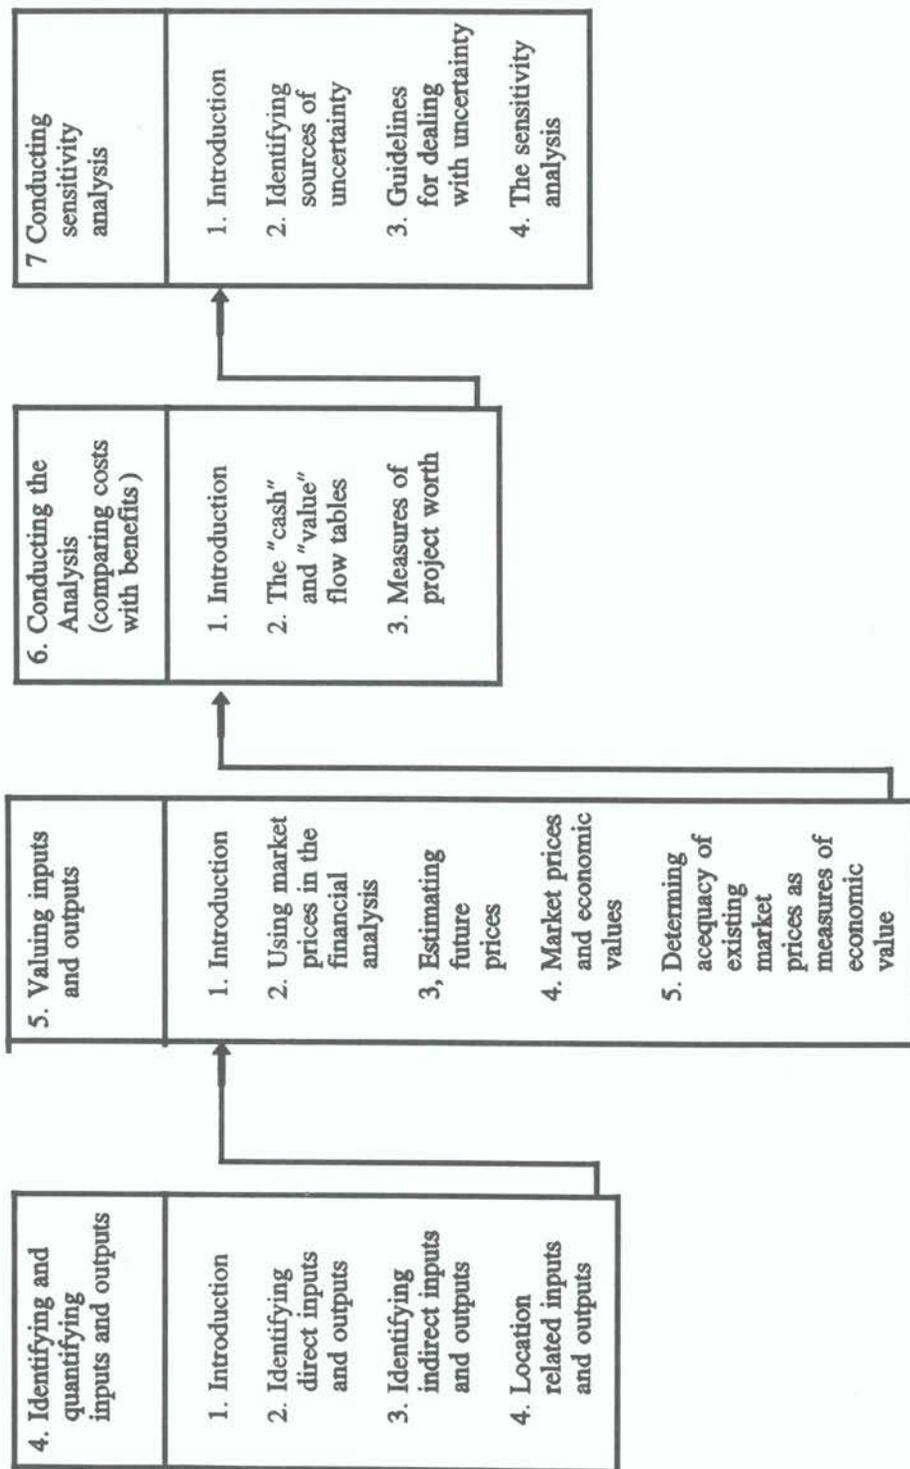 4. Identifying and
quantifying
inputs and outputs
1. Introduction
2. Identifying
direct inputs
and outputs
3. Identifying
indirect inputs
and outputs
4. Location
related inputs
and outputs
5. Valuing inputs
and outputs
1. Introduction
2. Using market
prices in the
financial
analysis
3, Estimating
future
prices
4. Market prices
and economic
values
5. Determing
acequacy of
existing
market
prices as
measures of
economic
value
6. Conducting the
Analysis
(comparing costs
with benefits)
1. Introduction
2. The "cash"
and "value"
flow tables
3. Measures of
project worth
7 Conducting
sensitivity
analysis
1. Introduction
2. Identifying
sources of
uncertainty
3. Guidelines
for dealing
with uncertainty
4. The sensitivity
analysis